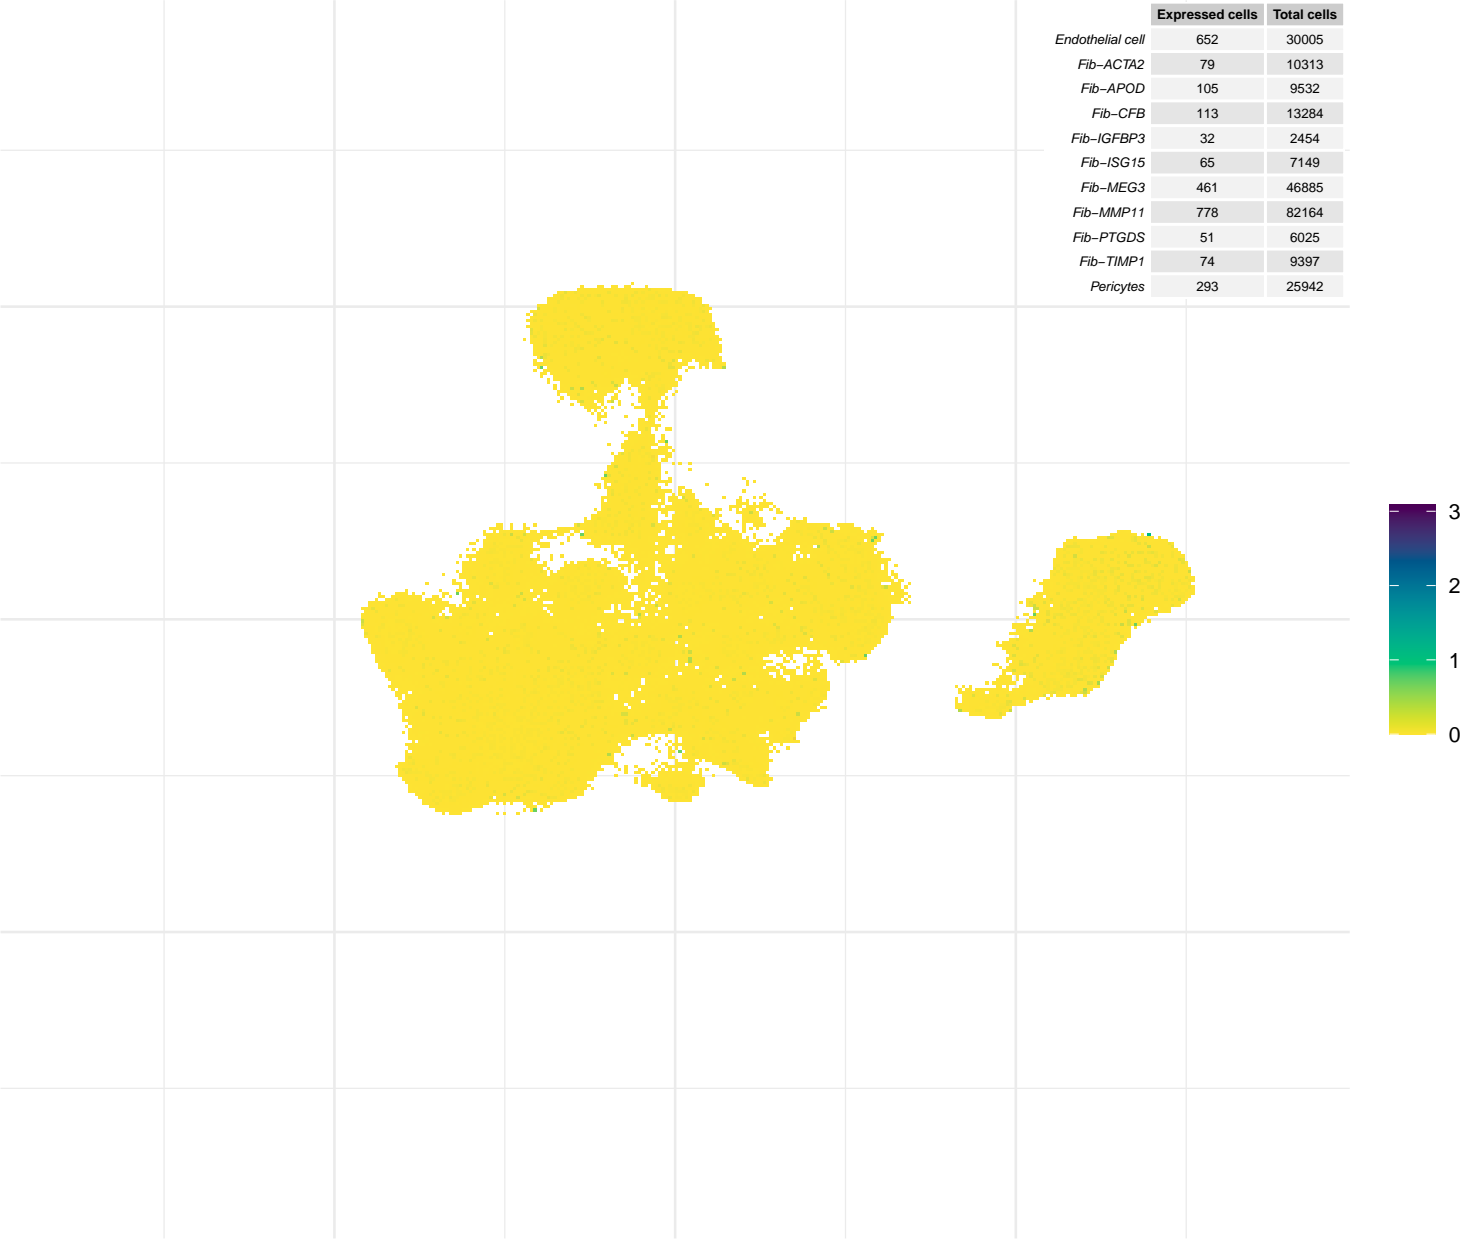 Expressed cells Total cells
Endothelial cell 652 30005
Fib−ACTA2 79 10313
Fib−APOD 105 9532
Fib−CFB 113 13284
Fib−IGFBP3 32 2454
Fib−ISG15 65 7149
Fib−MEG3 461 46885
Fib−MMP11 778 82164
Fib−PTGDS 51 6025
Fib−TIMP1 74 9397
Pericytes 293 25942
3
2
1
0